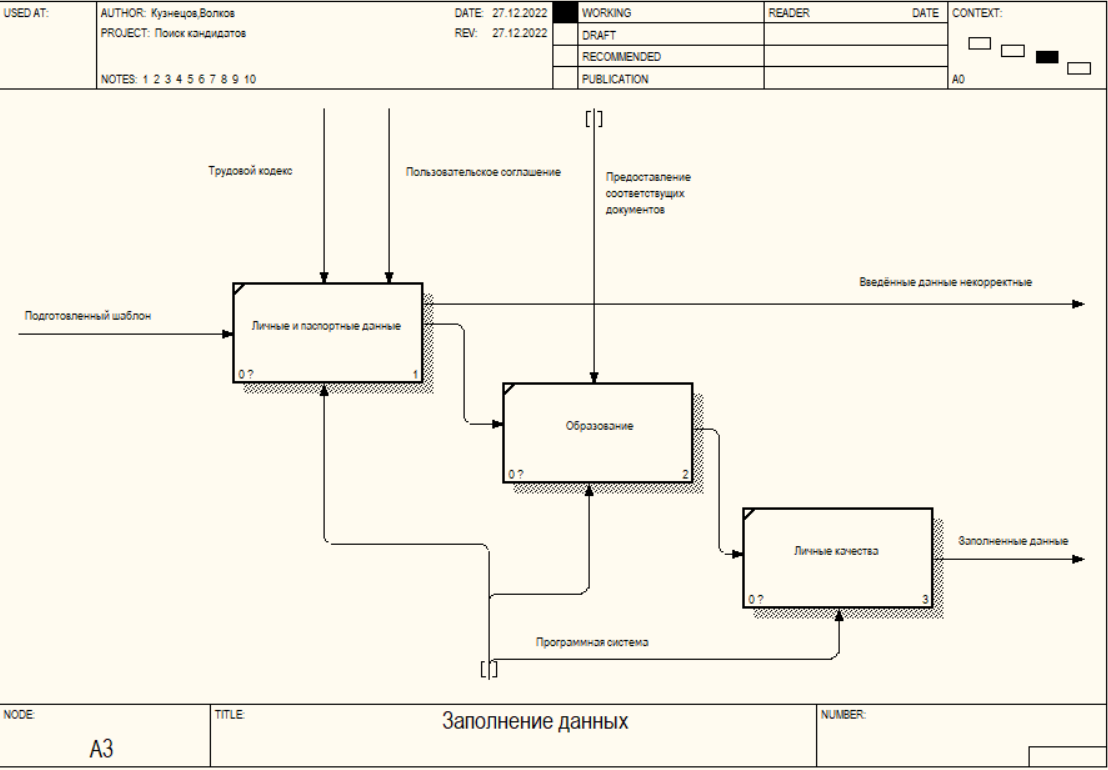 USED AT:
AUTHOR: Кузнецов,Волков
DATE: 27.12.2022
WORKING
READER
DATE
CONTEXT:
PROJECT: Поиск кандидатов
REV: 27.12.2022
DRAFT
RECOMMENDED
NOTES: 1 2 3 4 5 6 7 8 9 10
PUBLICATION
A0
Трудовой кодекс
Пользовательское соглашение
Предоставление
соответствущих
документов
Введённые данные некорректные
Подготовленный шаблон
Личные и паспортные данные
0 ?
1
Образование
0 ?
2
Заполненные данные
Личные качества
0 ?
3
Программная система
NODE:
A3
TITLE:
Заполнение данных
NUMBER: